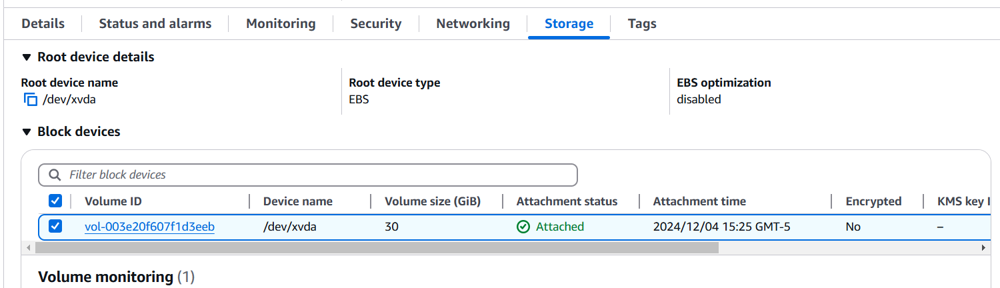 Details Status and alarms Monitoring Security Networking Storage Tags
Root device details
Root device name Root device type EBS optimization
/dev/xvda EBS disabled
Block devices
Filter block devices
Volume ID Device name Volume size (GiB) Attachment status Attachment time Encrypted KMS key I
vol-003e20f607f1d3eeb /dev/xvda 30 Attached 2024/12/04 15:25 GMT-5 No –
Volume monitoring (1)